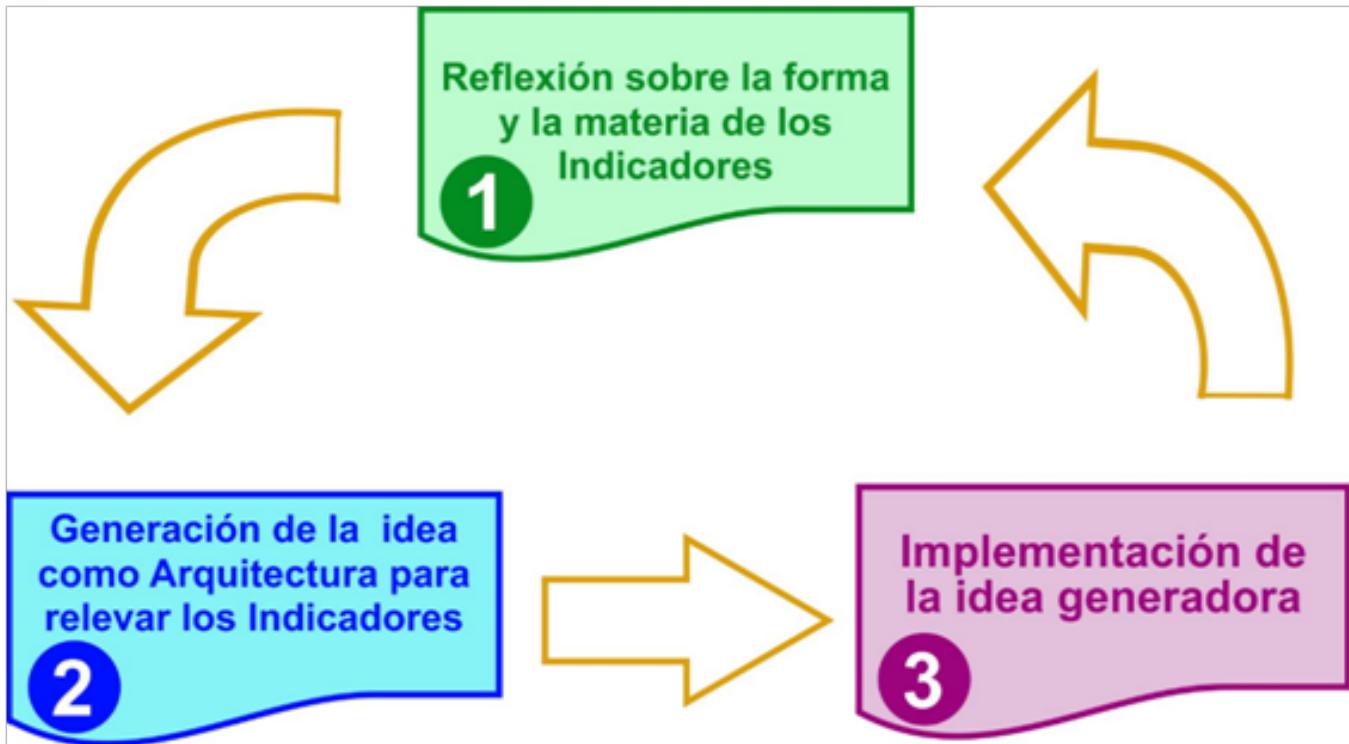 Reflexión sobre la forma
y la materia de los
Indicadores
1
Generación de la idea
como Arquitectura para
relevar los Indicadores
2
Implementación de
la idea generadora
3